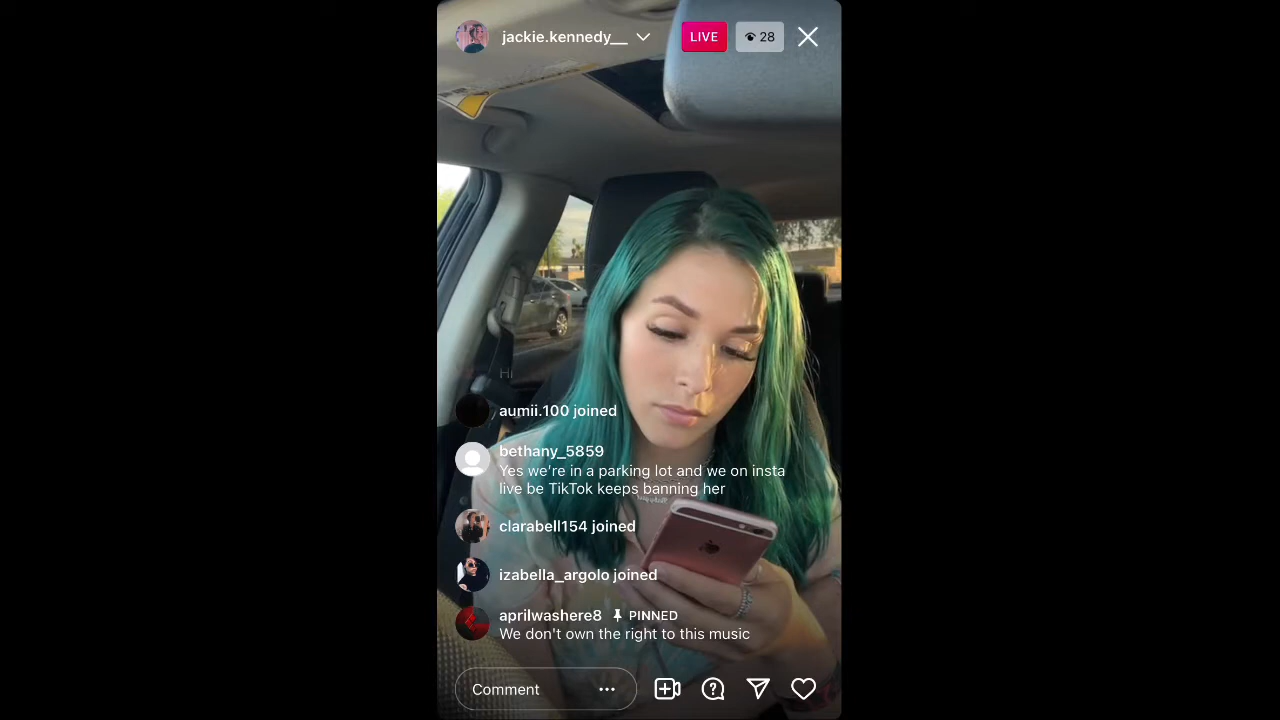 jackie.kennedy__
LIVE
28
Hi
aumii.100 joined
bethany_5859
Yes we're in a parking lot and we on insta
live be TikTok keeps banning her
clarabell154 joined
izabella_argolo joined
aprilwashere8 PINNED
We don't own the right to this music
Comment